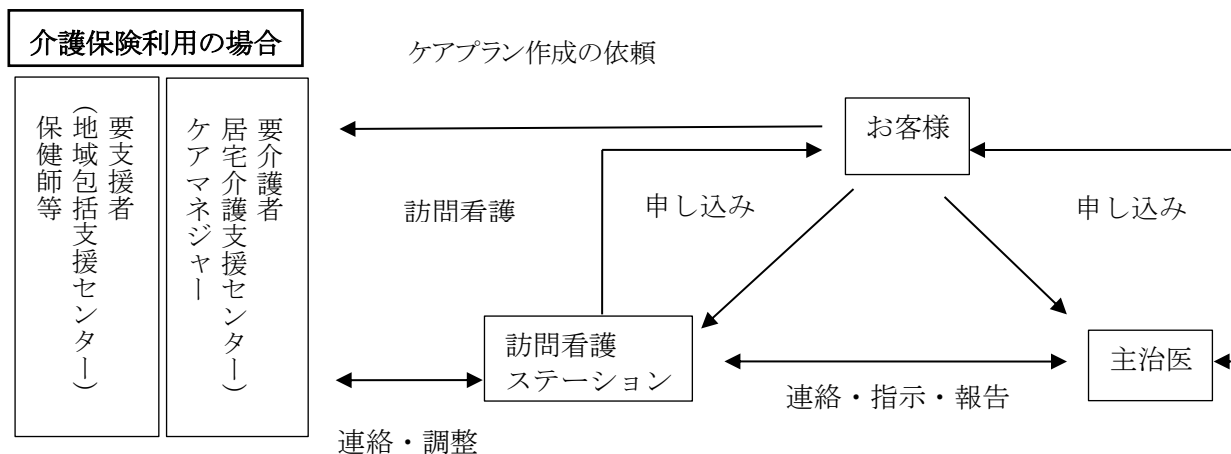 介護保険利用の場合
ケアプラン作成の依頼
要支援者
(地域包括支援センター)
保健師等
要介護者
居宅介護支援センター)
ケアマネジャー
お客様
訪問看護
申し込み
申し込み
訪問看護
ステーション
主治医
連絡・指示・報告
連絡・調整